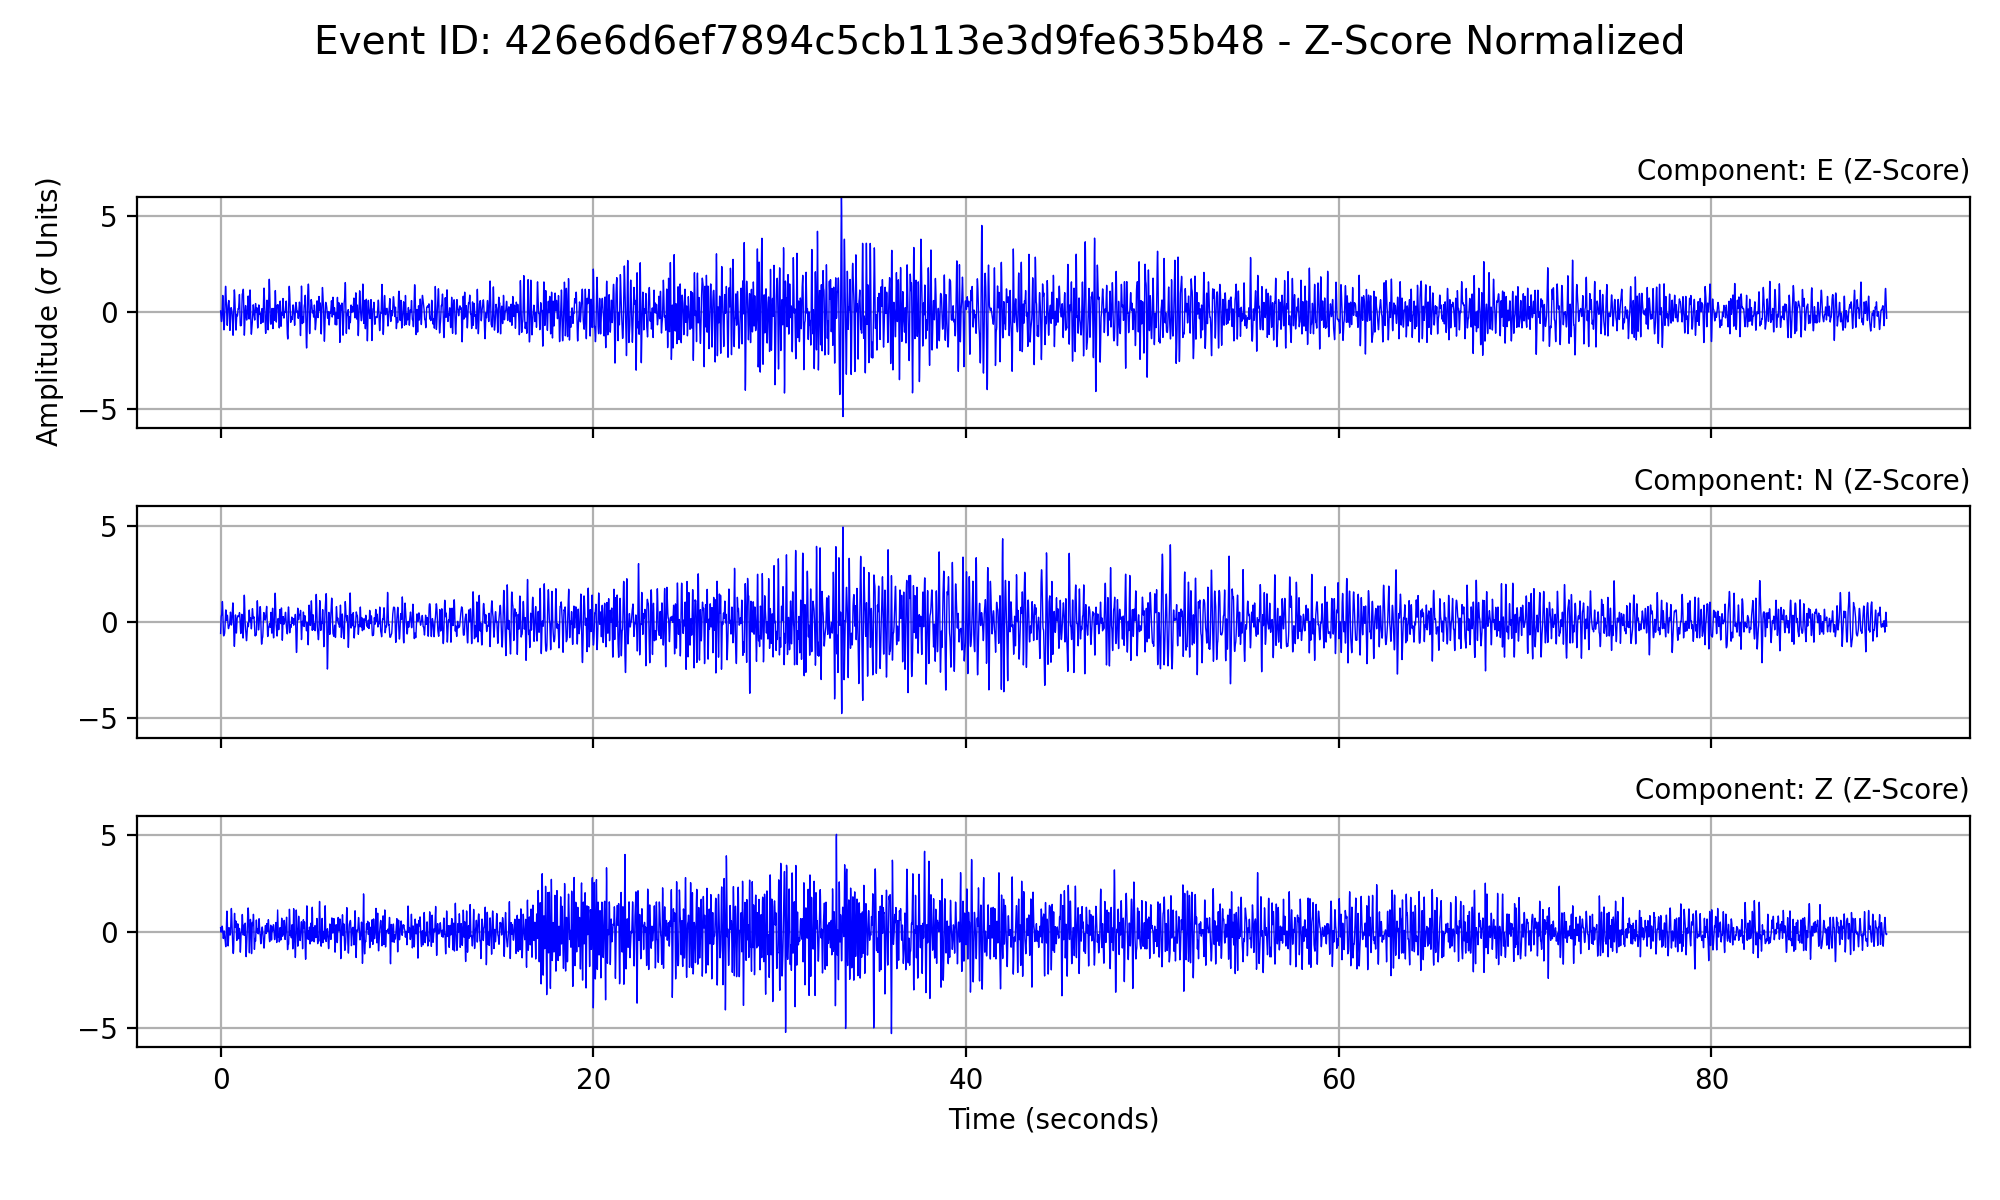 Event ID: 426e6d6ef7894c5cb113e3d9fe635b48 - Z-Score Normalized
Component: E (Z-Score)
Amplitude (σ Units)
5
0
−5
Component: N (Z-Score)
5
0
−5
Component: Z (Z-Score)
5
0
−5
0 20 40 60 80
Time (seconds)